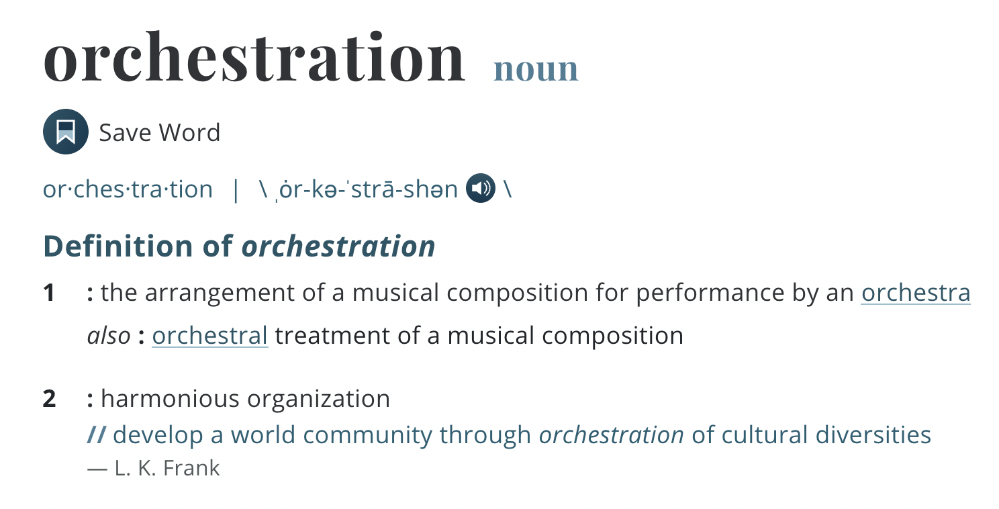 orchestration noun
Save Word
or·ches·tra·tion | \ ˌȯr-kə-ˈstrā-shən \
Definition of orchestration
1 : the arrangement of a musical composition for performance by an orchestra
also : orchestral treatment of a musical composition
2 : harmonious organization
// develop a world community through orchestration of cultural diversities
— L. K. Frank